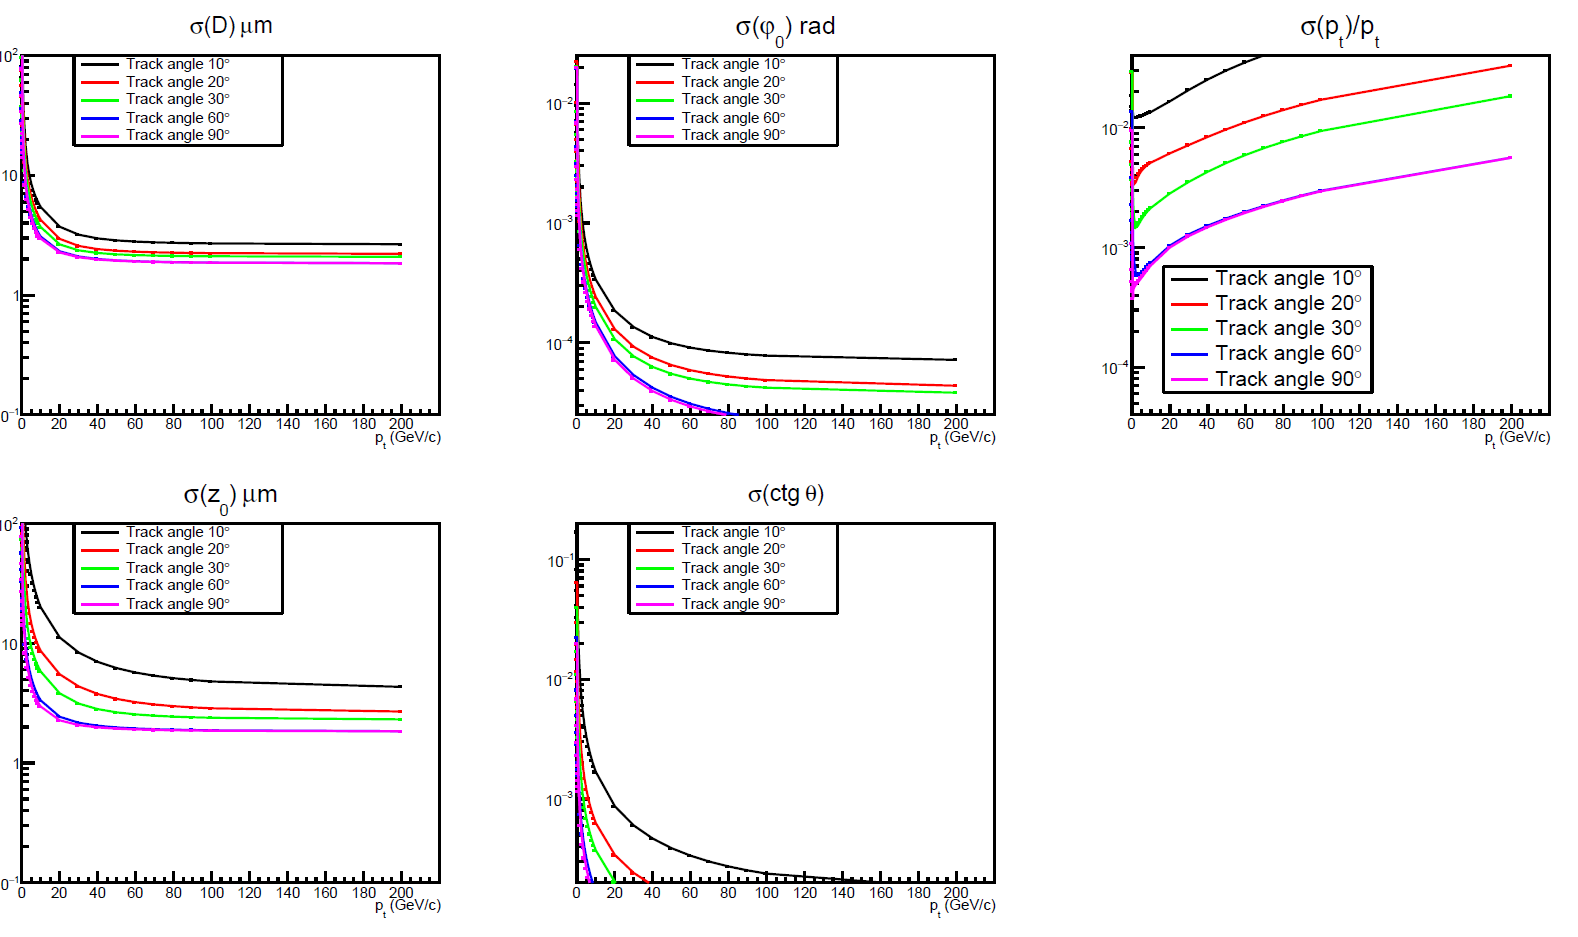 σ(D) μm
10²
10
1
10⁻¹
Track angle 10°
Track angle 20°
Track angle 30°
Track angle 60°
Track angle 90°
0 20 40 60 80 100 120 140 160 180 200
pₜ (GeV/c)
σ(φ₀) rad
10⁻²
10⁻³
10⁻⁴
Track angle 10°
Track angle 20°
Track angle 30°
Track angle 60°
Track angle 90°
0 20 40 60 80 100 120 140 160 180 200
pₜ (GeV/c)
σ(pₜ)/pₜ
10⁻²
10⁻³
10⁻⁴
Track angle 10°
Track angle 20°
Track angle 30°
Track angle 60°
Track angle 90°
0 20 40 60 80 100 120 140 160 180 200
pₜ (GeV/c)
σ(z₀) μm
10²
10
1
10⁻¹
Track angle 10°
Track angle 20°
Track angle 30°
Track angle 60°
Track angle 90°
0 20 40 60 80 100 120 140 160 180 200
pₜ (GeV/c)
σ(ctg θ)
10⁻¹
10⁻²
10⁻³
Track angle 10°
Track angle 20°
Track angle 30°
Track angle 60°
Track angle 90°
0 20 40 60 80 100 120 140 160 180 200
pₜ (GeV/c)